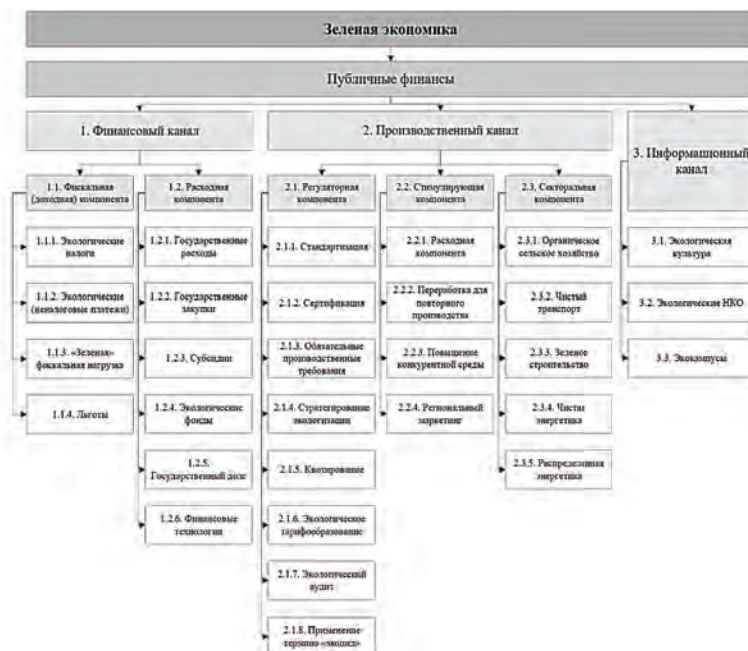 Зеленая экономика
Публичные финансы
1. Финансовый канал
2. Производственный канал
3. Информационный
канал
1.1. Фискальная
(доходная) компонента
1.2. Расходная
компонента
2.1. Регуляторная
компонента
2.2. Стимулирующая
компонента
2.3. Секторальная
компонента
1.1.1. Экологические
налоги
1.2.1. Государственные
расходы
2.1.1. Стандартизация
2.2.1. Расходная
компонента
2.3.1. Органическое
сельское хозяйство
3.1. Экологическая
культура
1.1.2. Экологические
(неналоговые платежи)
1.2.2. Государственные
закупки
2.1.2. Сертификация
2.2.2. Переработка для
повторного
производства
2.3.2. Чистый
транспорт
3.2. Экологические НКО
1.1.3. «Зеленая»
фискальная нагрузка
1.2.3. Субсидии
2.1.3. Обязательные
производственные
требования
2.2.3. Повышение
конкурентной среды
2.3.3. Зеленое
строительство
3.3.
1.1.4. Льготы
1.2.4. Экологические
фонды
2.1.4. Стратегирование
экологизации
2.2.4. Региональный
маркетинг
2.3.4. Чистая
энергетика
1.2.5.
Государственный долг
2.1.5. Квотирование
2.3.5. Распределенная
энергетика
1.2.6. Финансовые
технологии
2.1.6. Экологическое
тарифообразование
2.1.7. Экологический
аудит
2.1.8. Применение